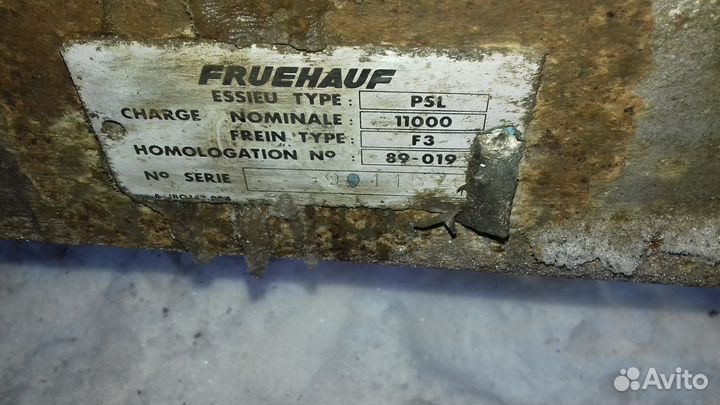 FRUEHAUF
ESSIEU TYPE: PSL
CHARGE NOMINALE: 11000
FREIN TYPE: F3
HOMOLOGATION No: 89-019
No SERIE
Avito